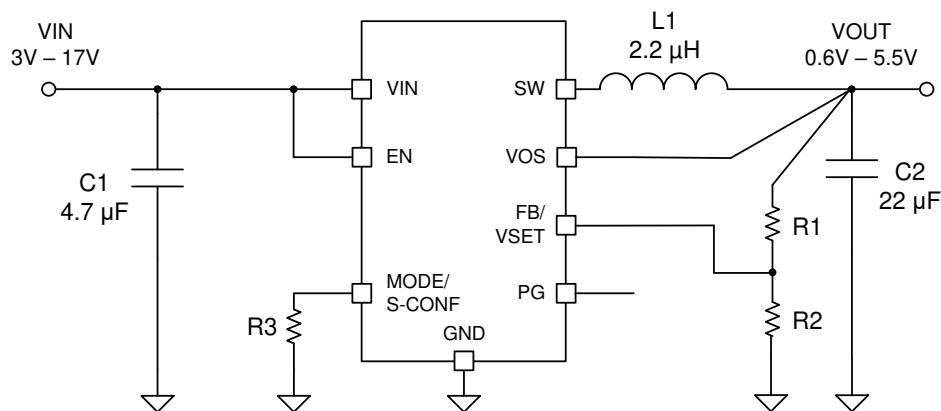 VIN
3V – 17V
L1
2.2 µH
VOUT
0.6V – 5.5V
VIN
SW
EN
VOS
C1
4.7 µF
C2
22 µF
FB/
VSET
R1
MODE/
S-CONF
PG
R3
R2
GND